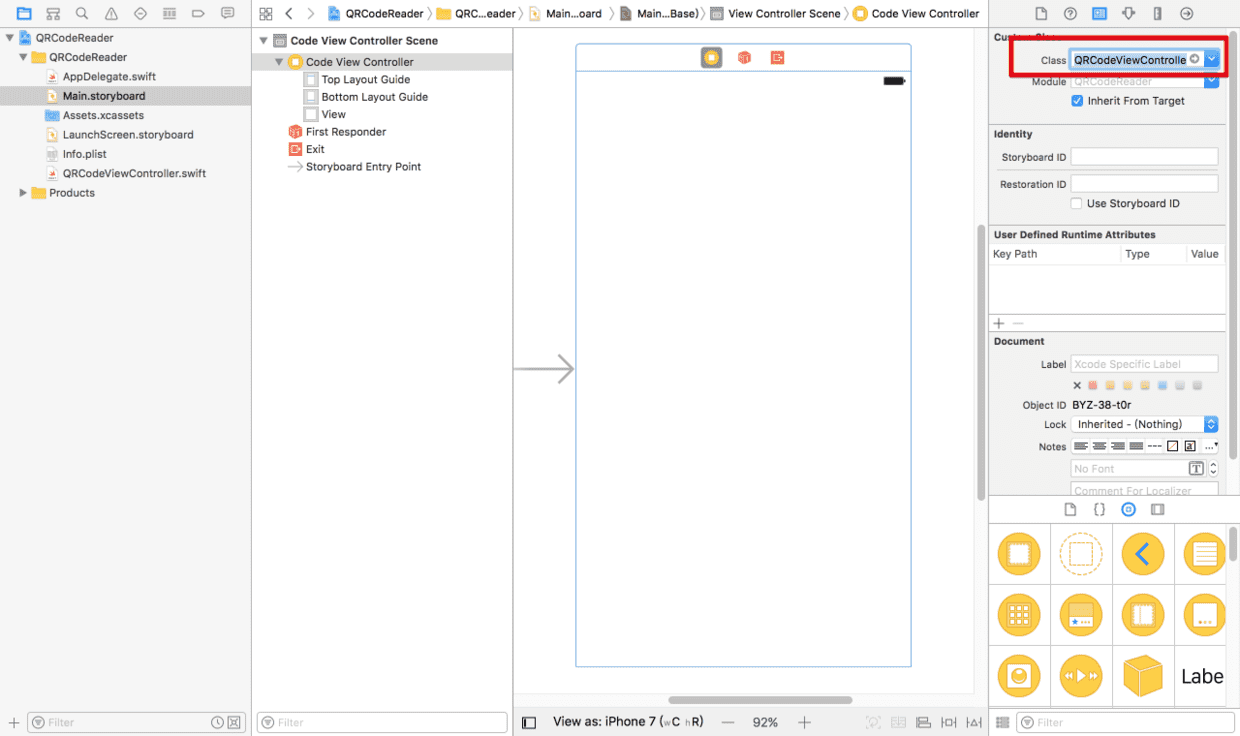 QRCodeReader
QRCodeReader
AppDelegate.swift
Main.storyboard
Assets.xcassets
LaunchScreen.storyboard
Info.plist
QRCodeViewController.swift
Products
Filter
QRCodeReader QRC...eader Main...oard Main...Base) View Controller Scene Code View Controller
Code View Controller Scene
Code View Controller
Top Layout Guide
Bottom Layout Guide
View
First Responder
Exit
Storyboard Entry Point
Filter
View as: iPhone 7 (wC hR) — 92% +
Custom Class
Class QRCodeViewControlle
Module QRCodeReader
Inherit From Target
Identity
Storyboard ID
Restoration ID
Use Storyboard ID
User Defined Runtime Attributes
Key Path Type Value
+ —
Document
Label Xcode Specific Label
Object ID BYZ-38-t0r
Lock Inherited - (Nothing)
Notes
No Font
Comment For Localizer
Labe
Filter